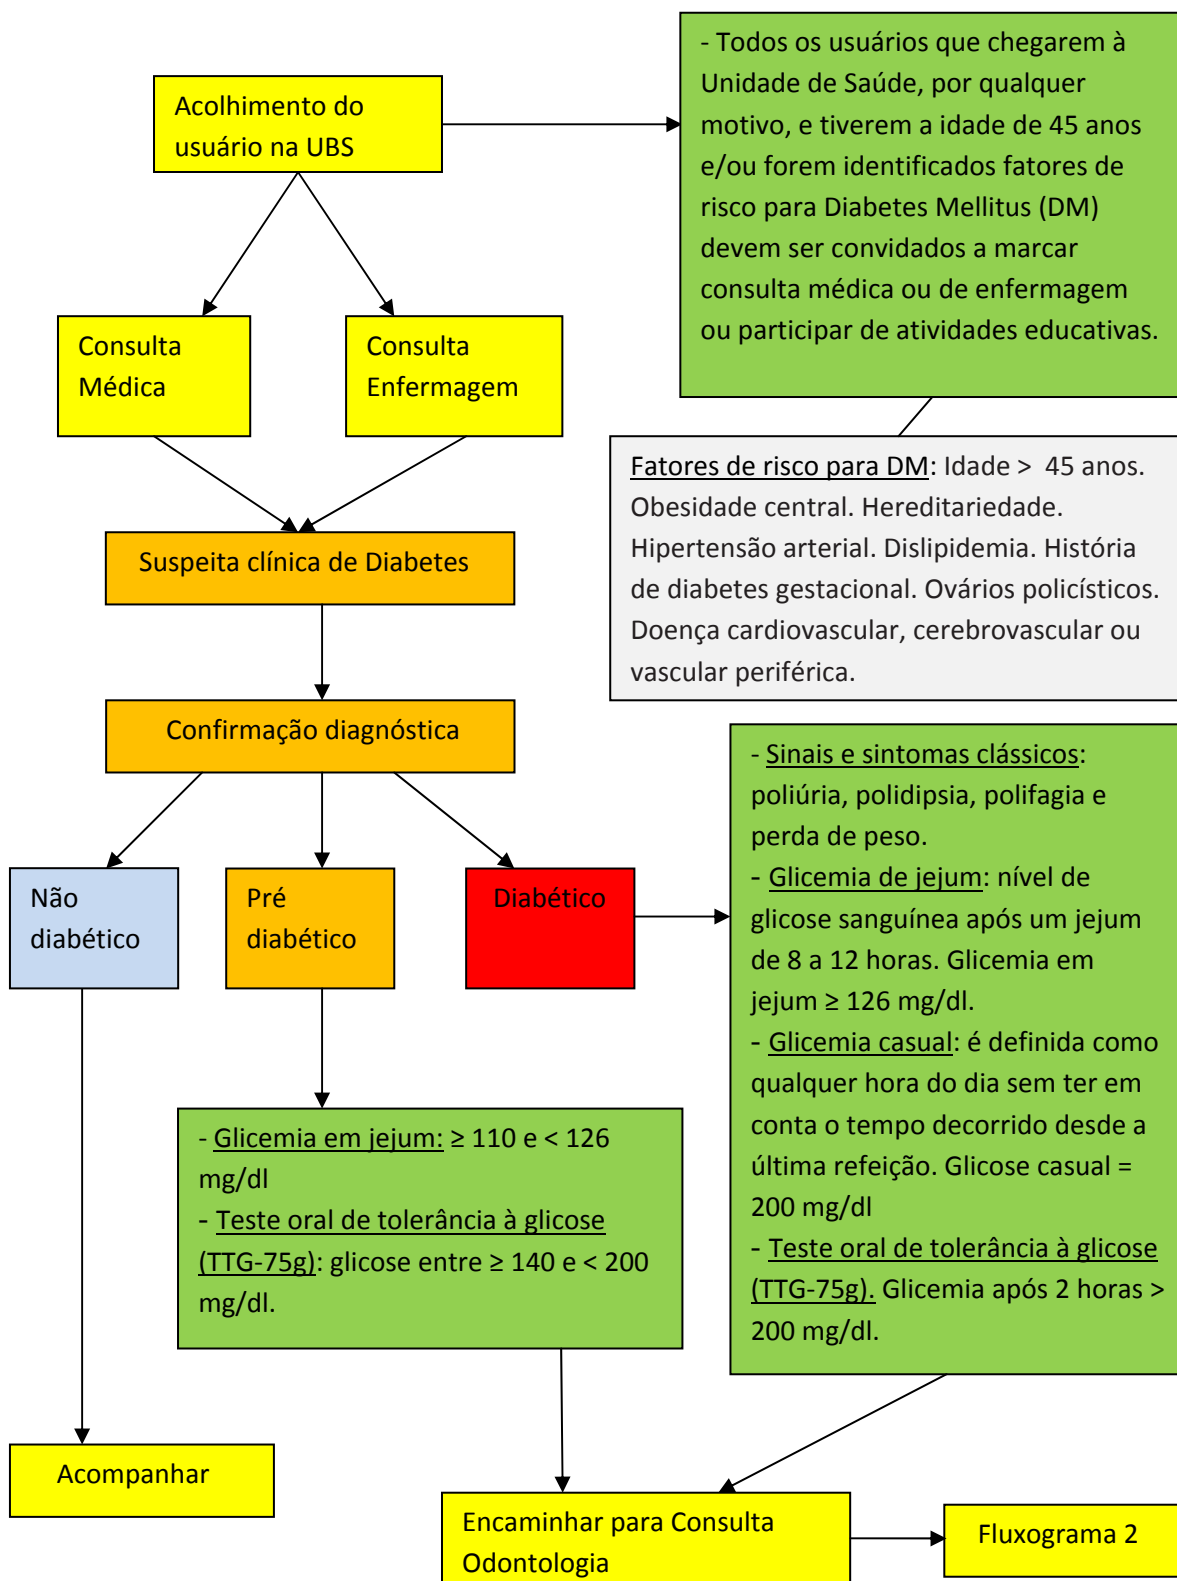 Acolhimento do
usuário na UBS
- Todos os usuários que chegarem à
Unidade de Saúde, por qualquer
motivo, e tiverem a idade de 45 anos
e/ou forem identificados fatores de
risco para Diabetes Mellitus (DM)
devem ser convidados a marcar
consulta médica ou de enfermagem
ou participar de atividades educativas.
Consulta
Médica
Consulta
Enfermagem
Fatores de risco para DM: Idade > 45 anos.
Obesidade central. Hereditariedade.
Hipertensão arterial. Dislipidemia. História
de diabetes gestacional. Ovários policísticos.
Doença cardiovascular, cerebrovascular ou
vascular periférica.
Suspeita clínica de Diabetes
Confirmação diagnóstica
Não
diabético
Pré
diabético
Diabético
- Sinais e sintomas clássicos:
poliúria, polidipsia, polifagia e
perda de peso.
- Glicemia de jejum: nível de
glicose sanguínea após um jejum
de 8 a 12 horas. Glicemia em
jejum ≥ 126 mg/dl.
- Glicemia casual: é definida como
qualquer hora do dia sem ter em
conta o tempo decorrido desde a
última refeição. Glicose casual =
200 mg/dl
- Teste oral de tolerância à glicose
(TTG-75g). Glicemia após 2 horas >
200 mg/dl.
- Glicemia em jejum: ≥ 110 e < 126
mg/dl
- Teste oral de tolerância à glicose
(TTG-75g): glicose entre ≥ 140 e < 200
mg/dl.
Acompanhar
Encaminhar para Consulta
Odontologia
Fluxograma 2